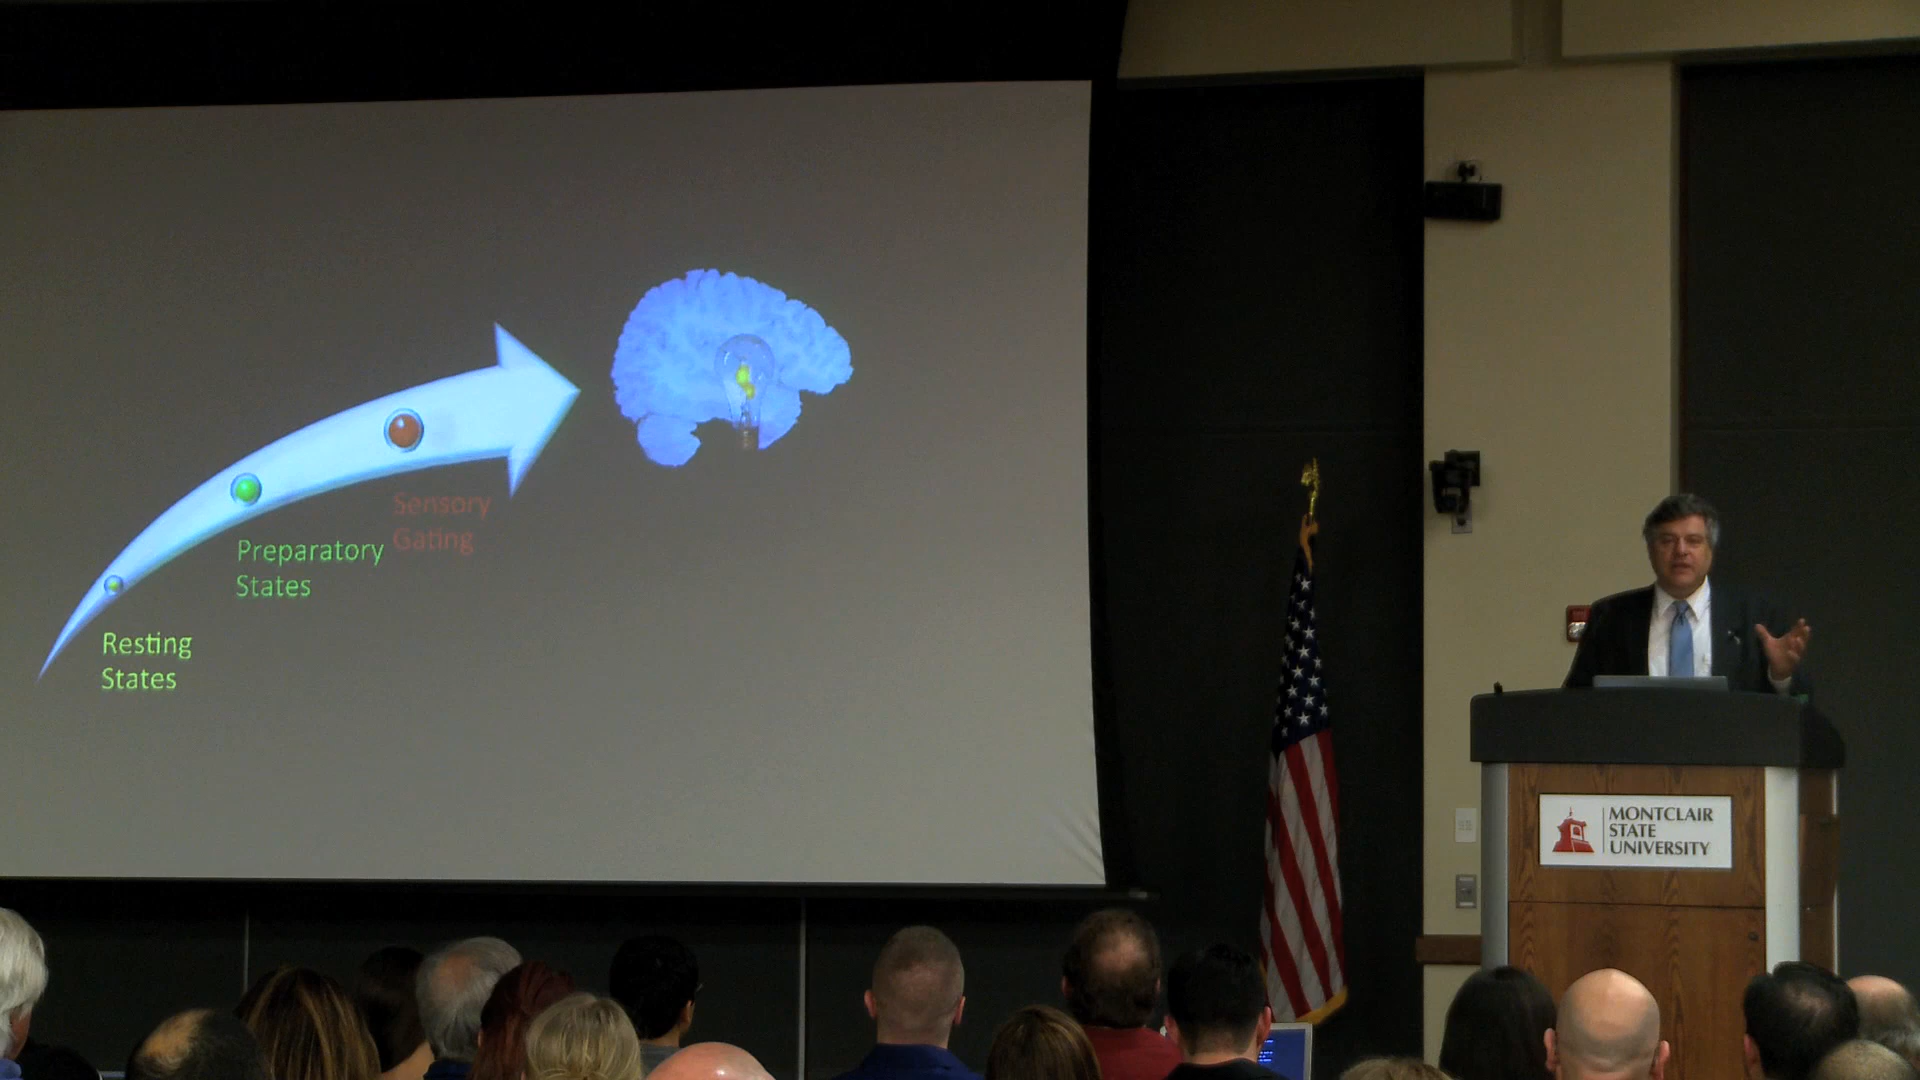 Sensory
Gating
Preparatory
States
Resting
States
MONTCLAIR
STATE
UNIVERSITY